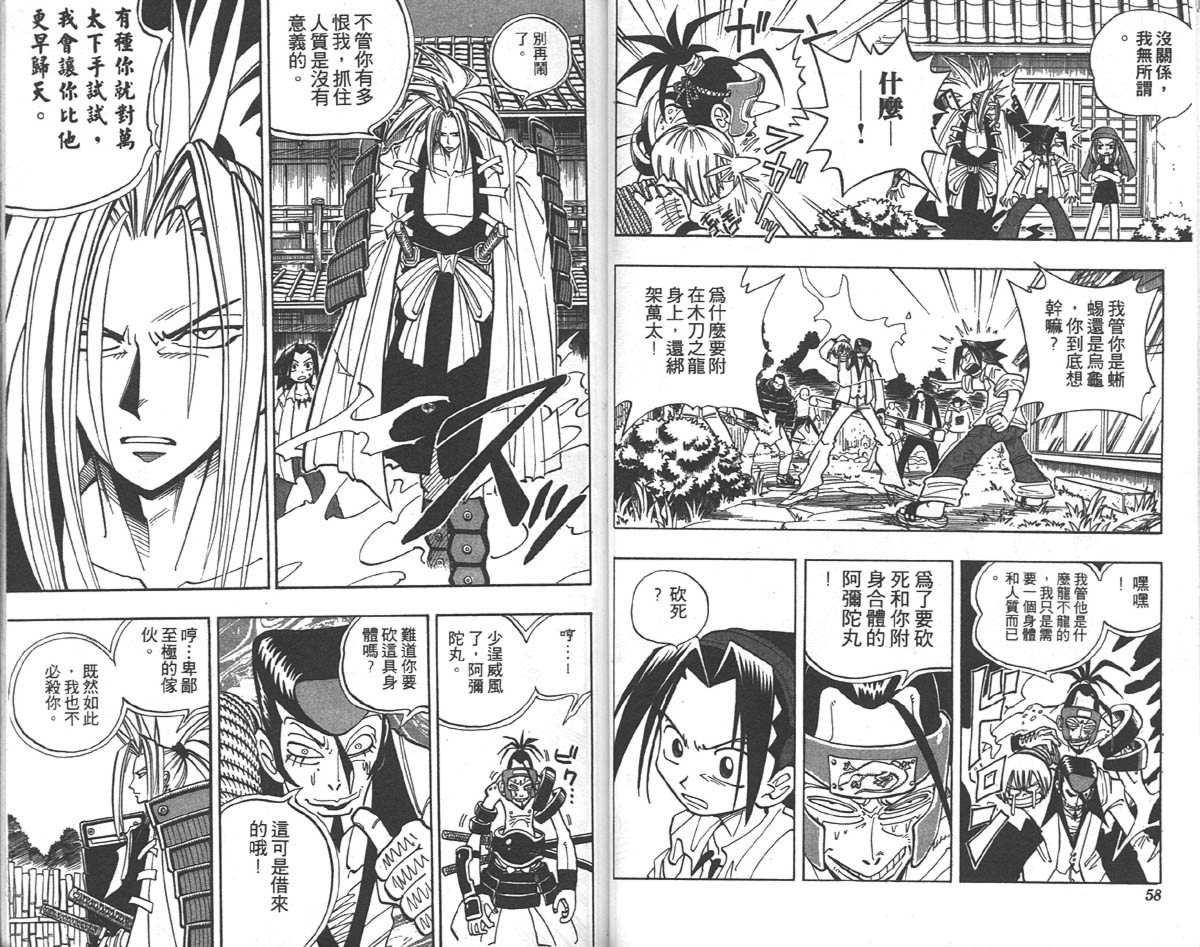 沒關係，
我無所謂
。
什麼—
—！
我管你是蜥
蜴還是烏龜
，你到底想
幹嘛？
爲什麼要附
在木刀之龍
身上，還綁
架萬太！
嘿嘿
！
我管他是什
麼龍不龍的
，我只是需
要一個身體
和人質而已
。
爲了要砍
死和你附
身合體的
阿彌陀丸
！
砍死
？
58
別再鬧
了。
不管你有多
恨我，抓住
人質是沒有
意義的。
有種你就對萬
太下手試試，
我會讓你比他
更早歸天。
哼…！
少逞威風
了，阿彌
陀丸。
難道你要
砍這具身
體嗎？
這可是借來
的哦！
哼…卑鄙
至極的傢
伙。
既然如此
，我也不
必殺你。